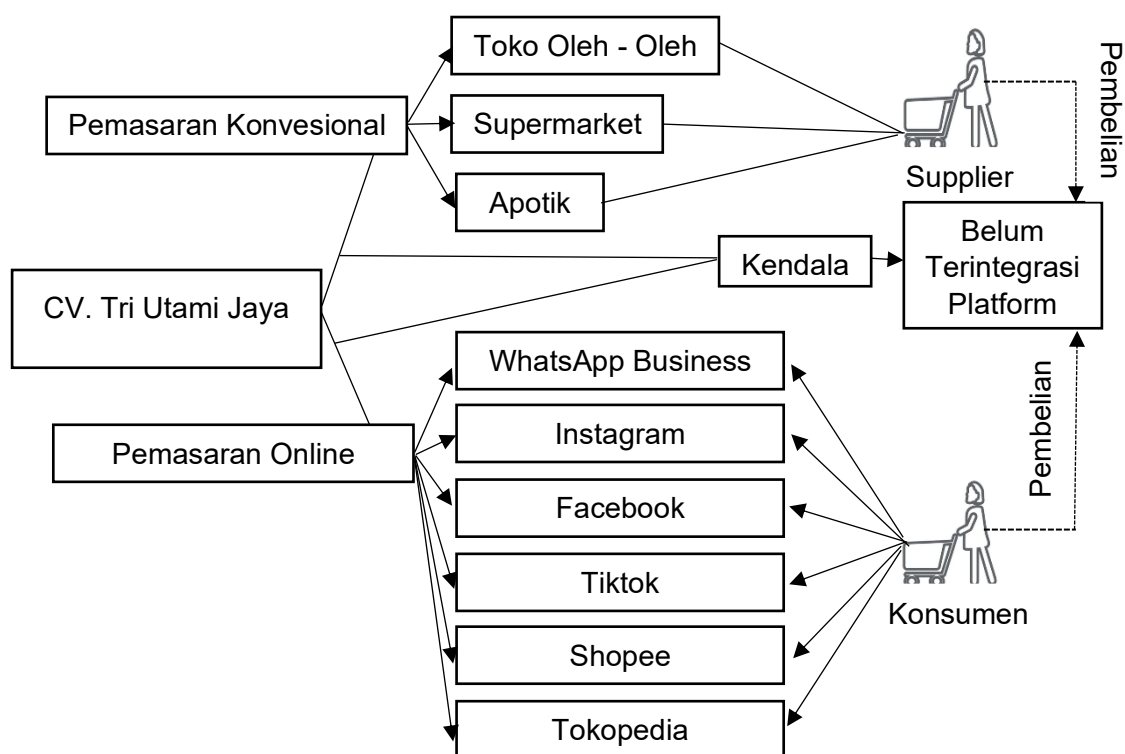 Toko Oleh - Oleh
Pemasaran Konvesional
Supermarket
Apotik
Supplier
Pembelian
CV. Tri Utami Jaya
Kendala
Belum
Terintegrasi
Platform
WhatsApp Business
Instagram
Pemasaran Online
Facebook
Tiktok
Shopee
Tokopedia
Pembelian
Konsumen